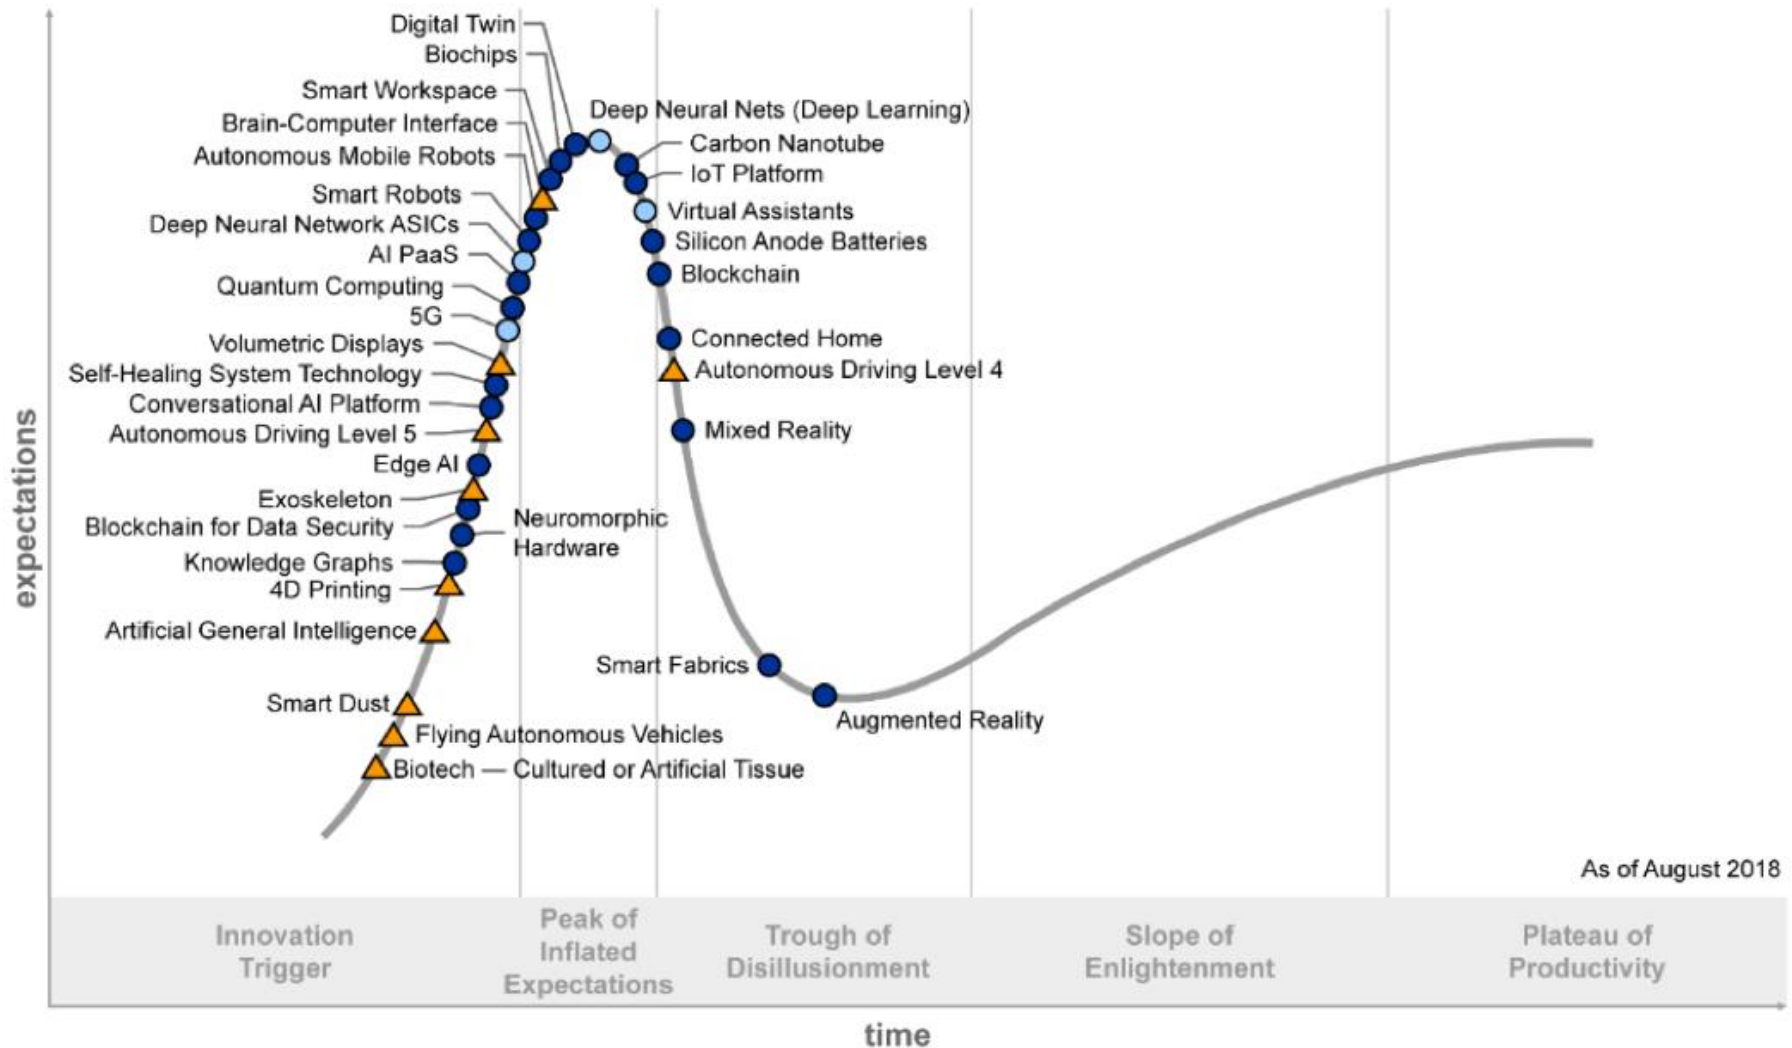 Digital Twin
Biochips
Smart Workspace
Brain-Computer Interface
Autonomous Mobile Robots
Smart Robots
Deep Neural Network ASICs
AI PaaS
Quantum Computing
5G
Volumetric Displays
Self-Healing System Technology
Conversational AI Platform
Autonomous Driving Level 5
Edge AI
Exoskeleton
Blockchain for Data Security
Neuromorphic
Hardware
Knowledge Graphs
4D Printing
Artificial General Intelligence
Smart Dust
Flying Autonomous Vehicles
Biotech — Cultured or Artificial Tissue
Deep Neural Nets (Deep Learning)
Carbon Nanotube
IoT Platform
Virtual Assistants
Silicon Anode Batteries
Blockchain
Connected Home
Autonomous Driving Level 4
Mixed Reality
Smart Fabrics
Augmented Reality
expectations
As of August 2018
Innovation
Trigger
Peak of
Inflated
Expectations
Trough of
Disillusionment
Slope of
Enlightenment
Plateau of
Productivity
time